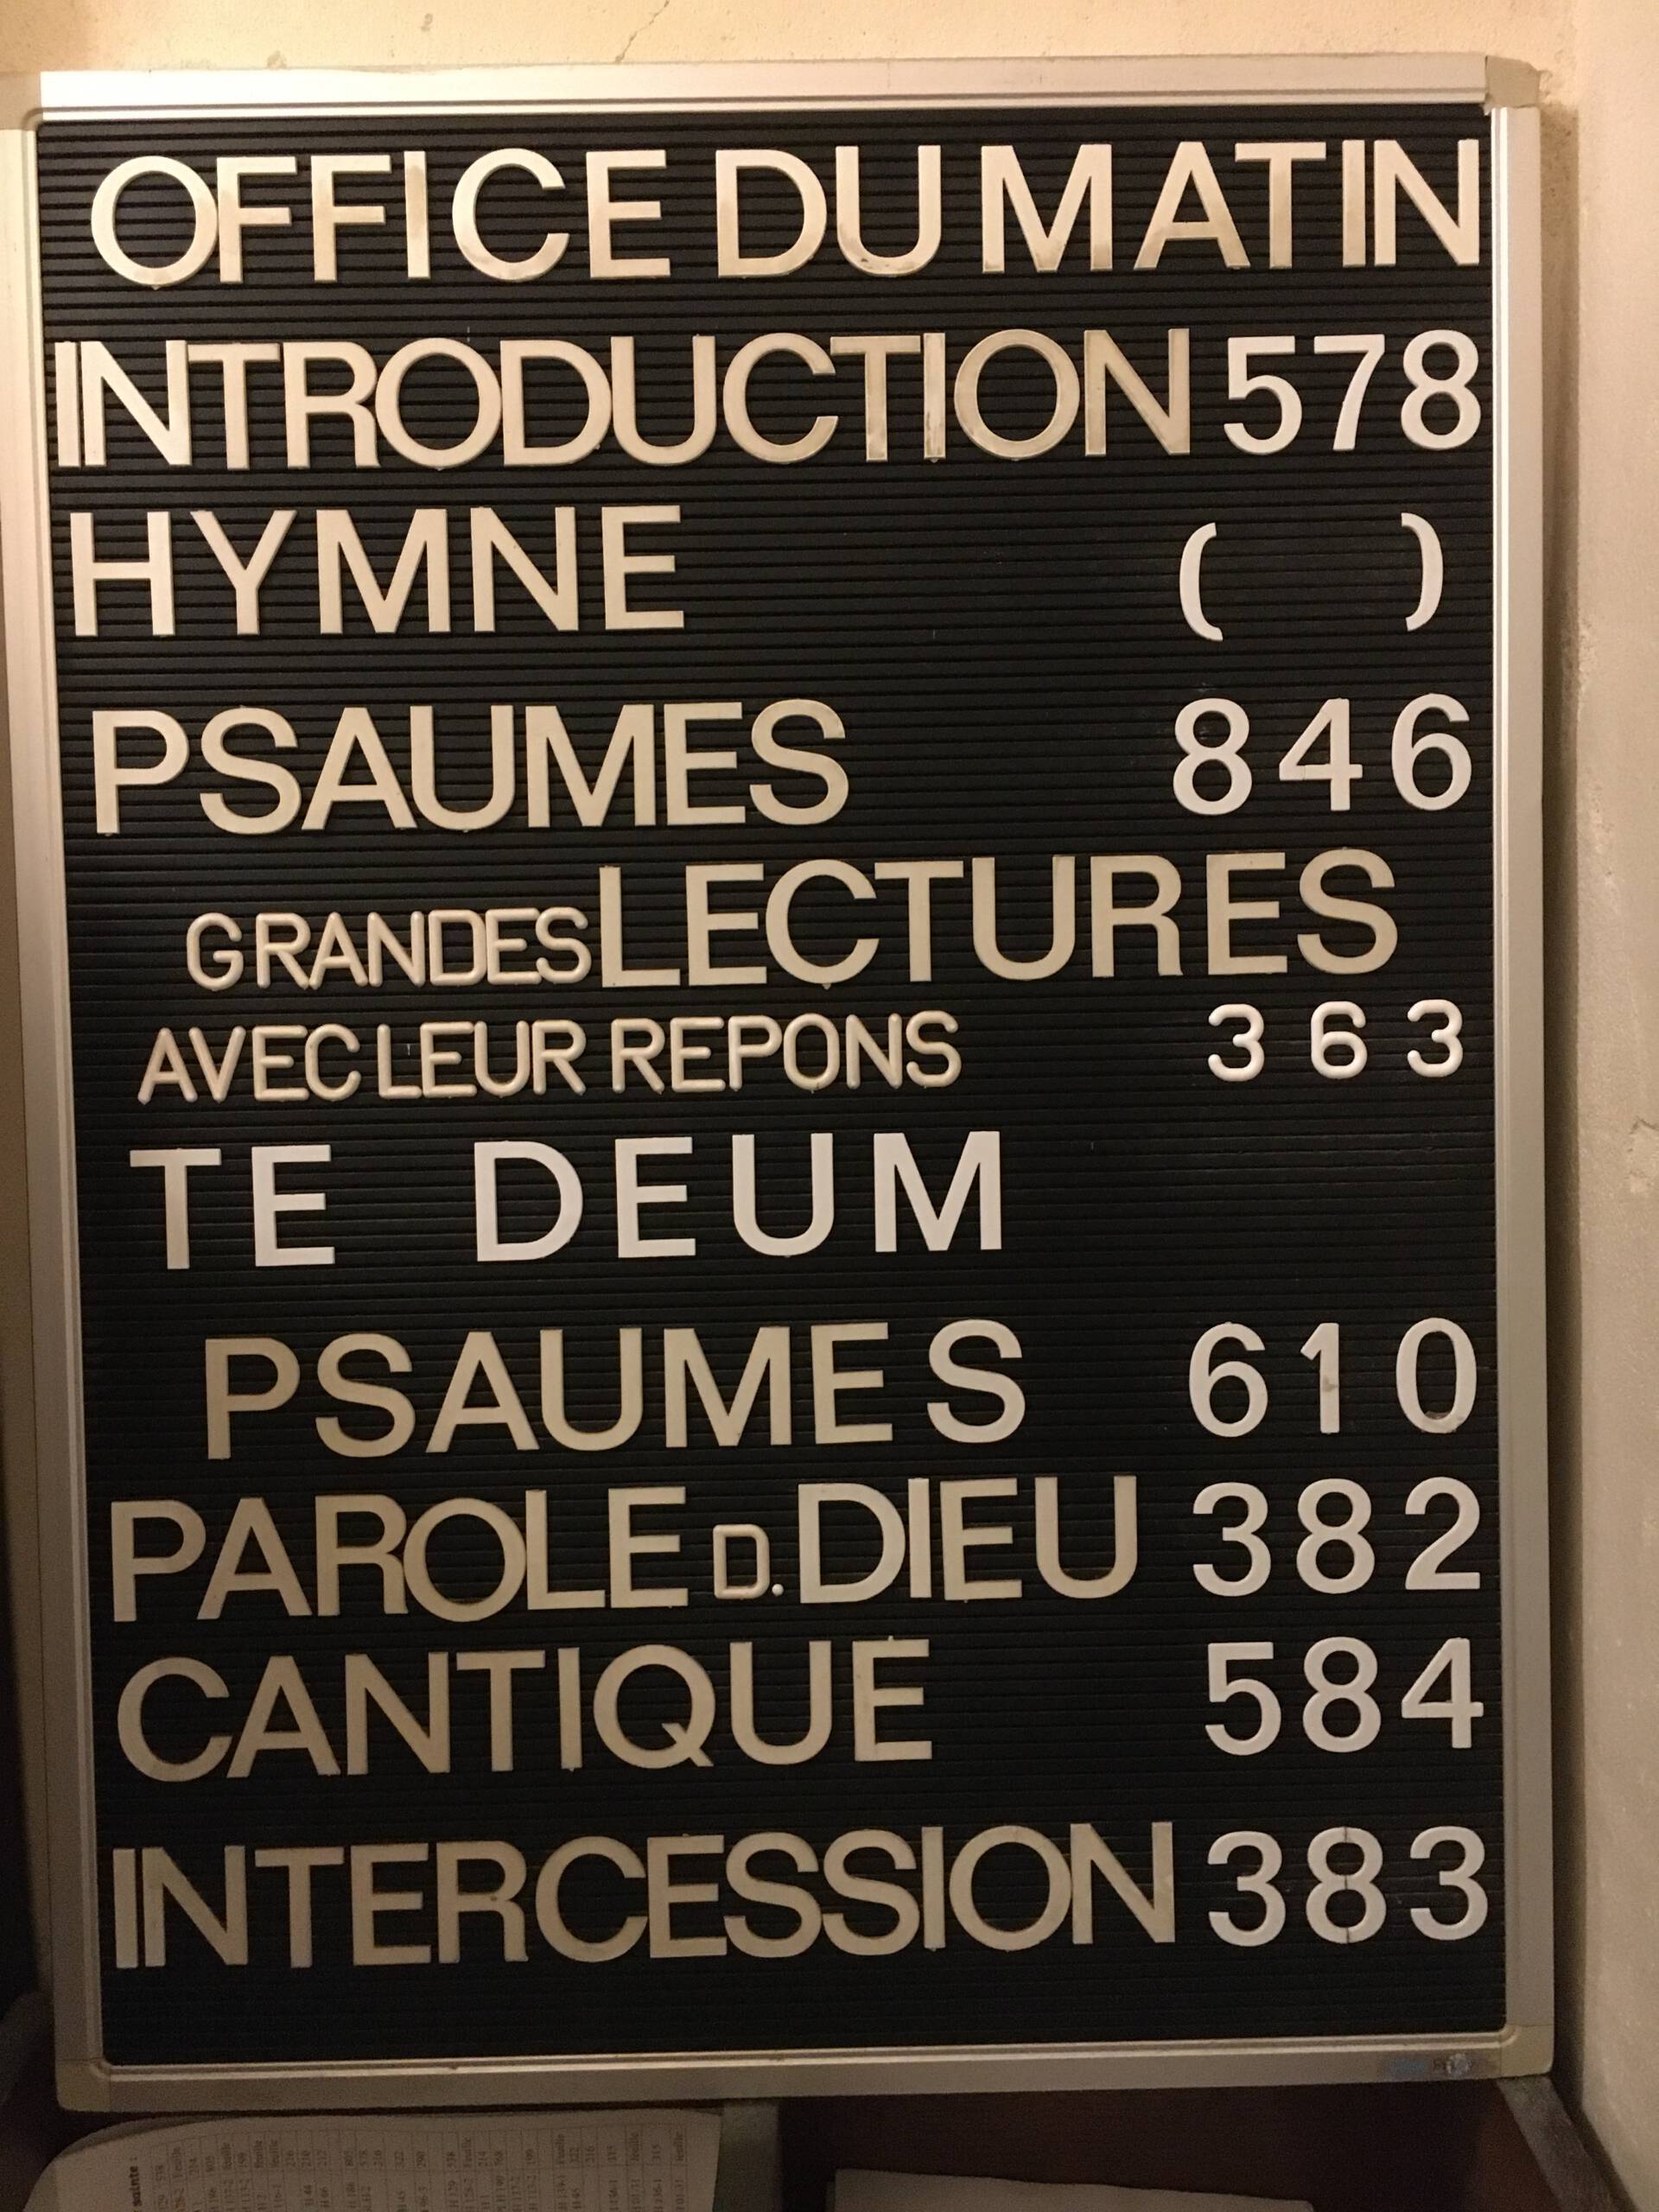 OFFICE DU MATIN
INTRODUCTION 578
HYMNE ( )
PSAUMES 846
GRANDES LECTURES
AVEC LEUR REPONS 363
TE DEUM
PSAUMES 610
PAROLE D. DIEU 382
CANTIQUE 584
INTERCESSION 383
sainte :